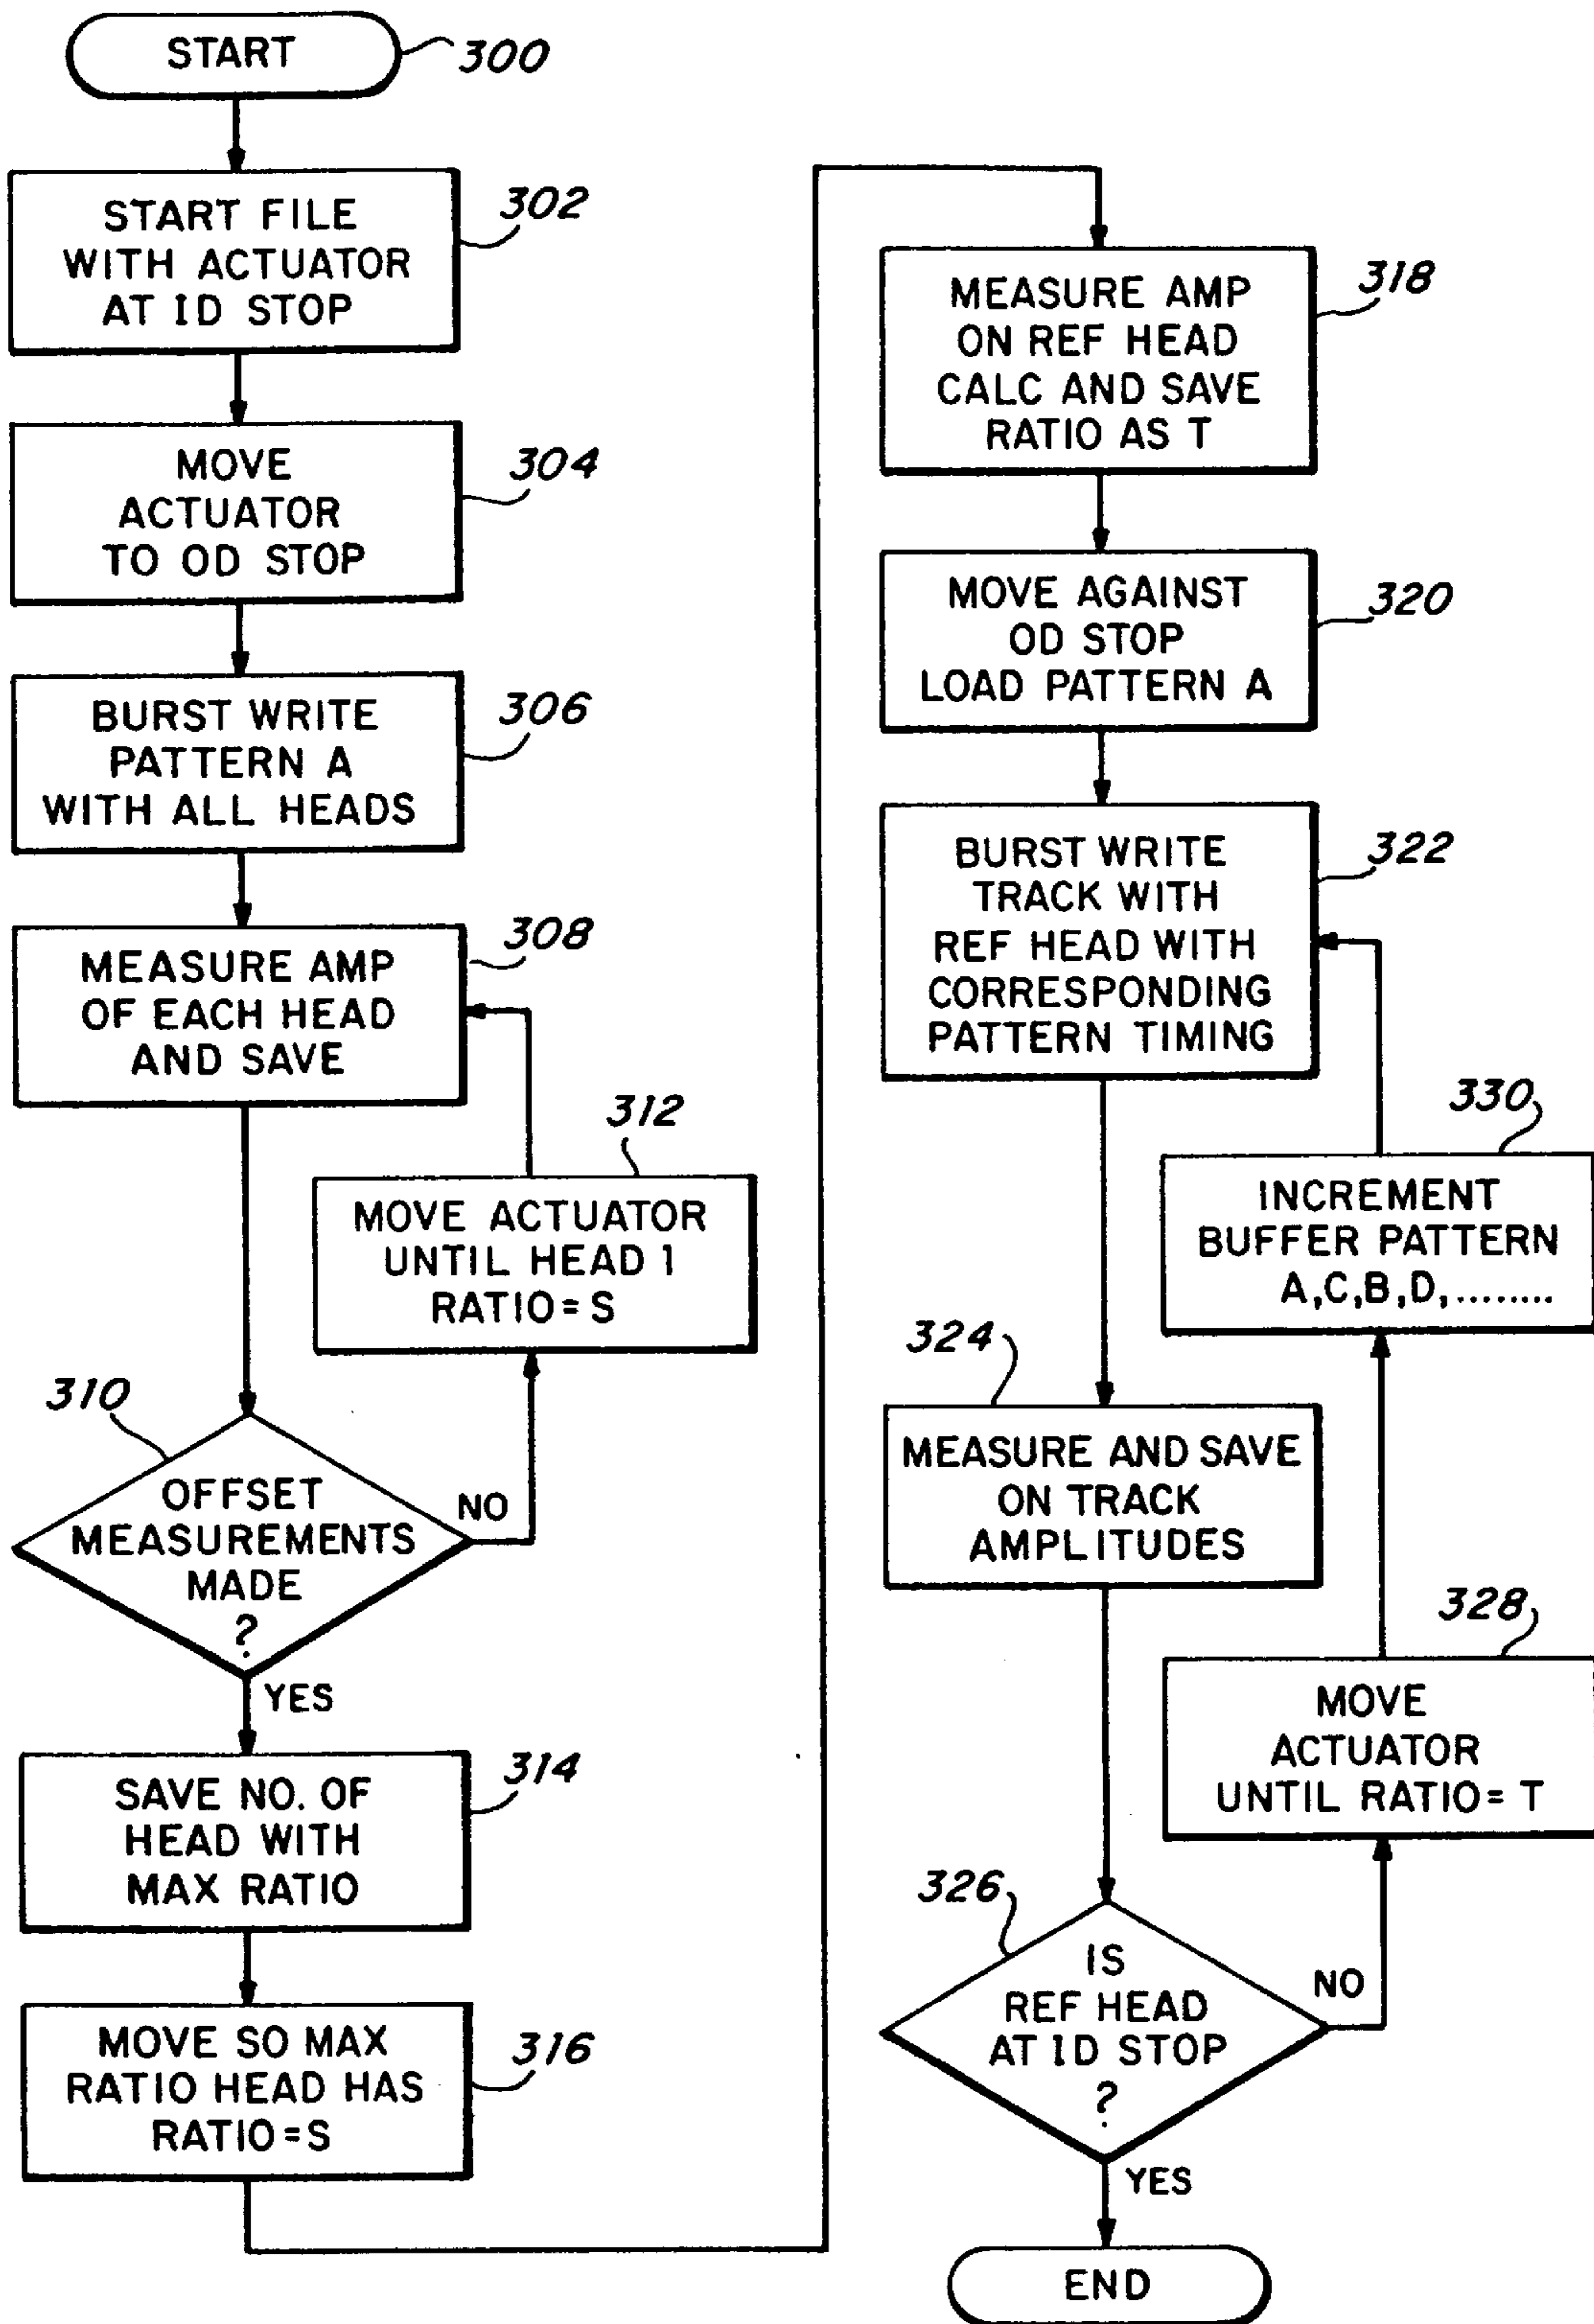 START
300
START FILE
WITH ACTUATOR
AT ID STOP
302
MOVE
ACTUATOR
TO OD STOP
304
BURST WRITE
PATTERN A
WITH ALL HEADS
306
MEASURE AMP
OF EACH HEAD
AND SAVE
308
312
MOVE ACTUATOR
UNTIL HEAD 1
RATIO=S
310
OFFSET
MEASUREMENTS
MADE
?
NO
YES
SAVE NO. OF
HEAD WITH
MAX RATIO
314
MOVE SO MAX
RATIO HEAD HAS
RATIO=S
316
MEASURE AMP
ON REF HEAD
CALC AND SAVE
RATIO AS T
318
MOVE AGAINST
OD STOP
LOAD PATTERN A
320
BURST WRITE
TRACK WITH
REF HEAD WITH
CORRESPONDING
PATTERN TIMING
322
330
INCREMENT
BUFFER PATTERN
A,C,B,D,........
324
MEASURE AND SAVE
ON TRACK
AMPLITUDES
328
MOVE
ACTUATOR
UNTIL RATIO= T
326
IS
REF HEAD
AT ID STOP
?
NO
YES
END